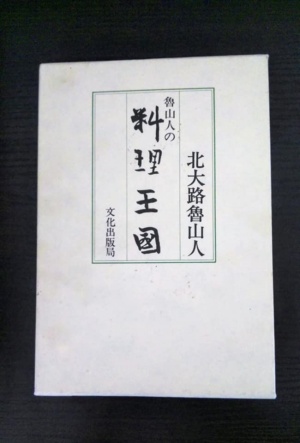 北大路魯山人
魯山人の
料理王國
文化出版局